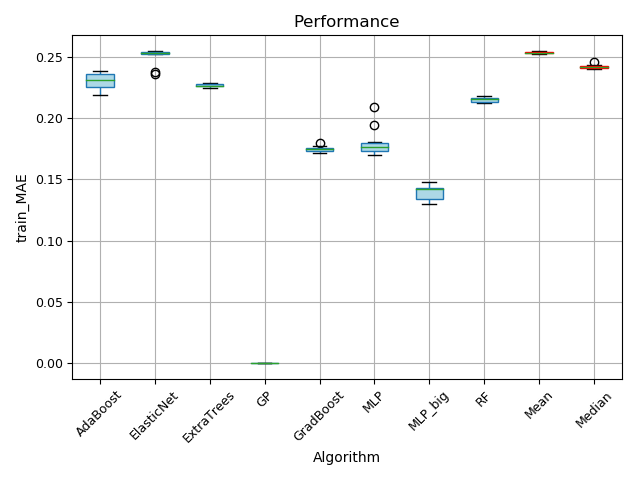 Performance
train_MAE
0.25
0.20
0.15
0.10
0.05
0.00
AdaBoost
ElasticNet
ExtraTrees
GP
GradBoost
MLP
MLP_big
RF
Mean
Median
Algorithm